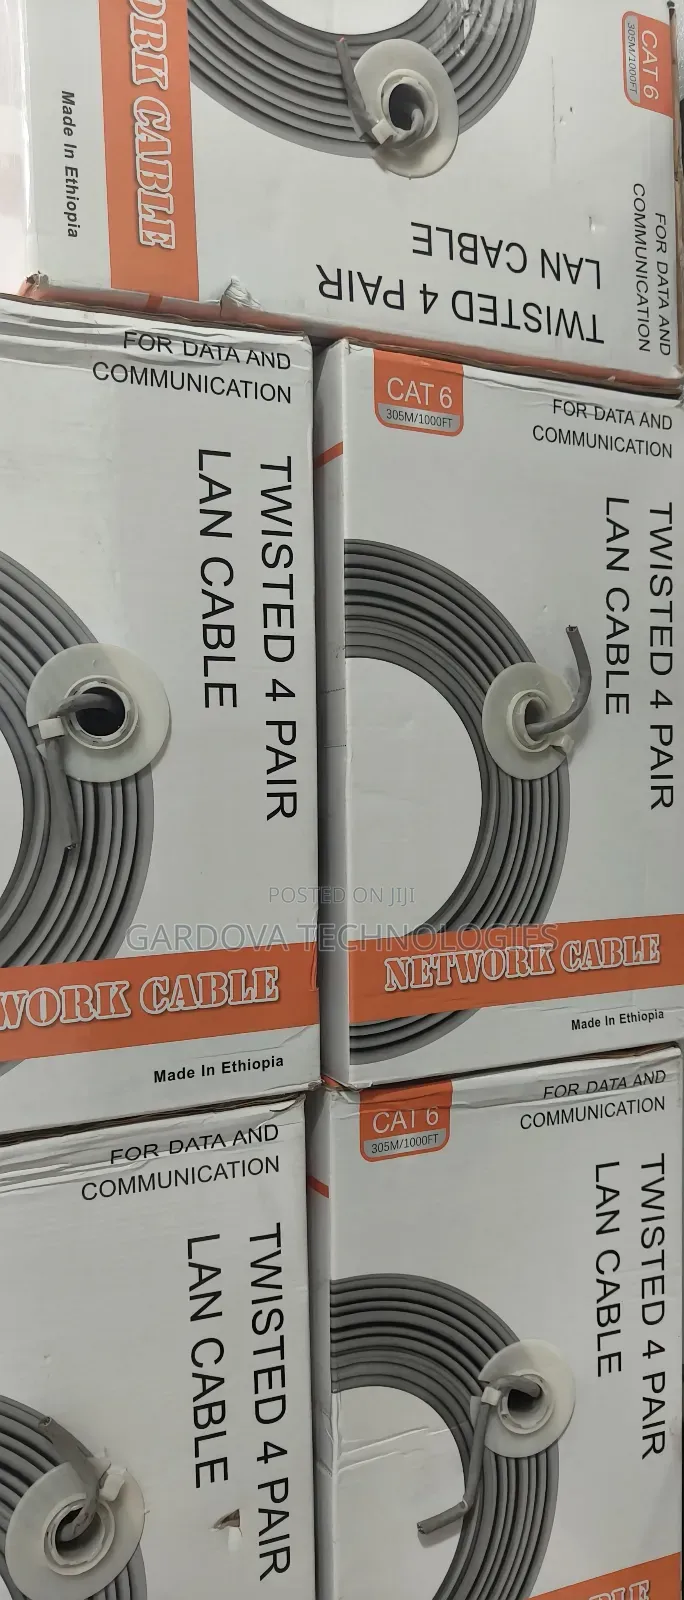 ORK CABLE
Made In Ethiopia
CAT 6
305M/1000FT
FOR DATA AND
COMMUNICATION
TWISTED 4 PAIR
LAN CABLE
FOR DATA AND
COMMUNICATION
TWISTED 4 PAIR
LAN CABLE
WORK CABLE
Made In Ethiopia
CAT 6
305M/1000FT
FOR DATA AND
COMMUNICATION
TWISTED 4 PAIR
LAN CABLE
POSTED ON JIJI
GARDOVA TECHNOLOGIES
NETWORK CABLE
Made In Ethiopia
FOR DATA AND
COMMUNICATION
TWISTED 4 PAIR
LAN CABLE
CAT 6
305M/1000FT
FOR DATA AND
COMMUNICATION
TWISTED 4 PAIR
LAN CABLE